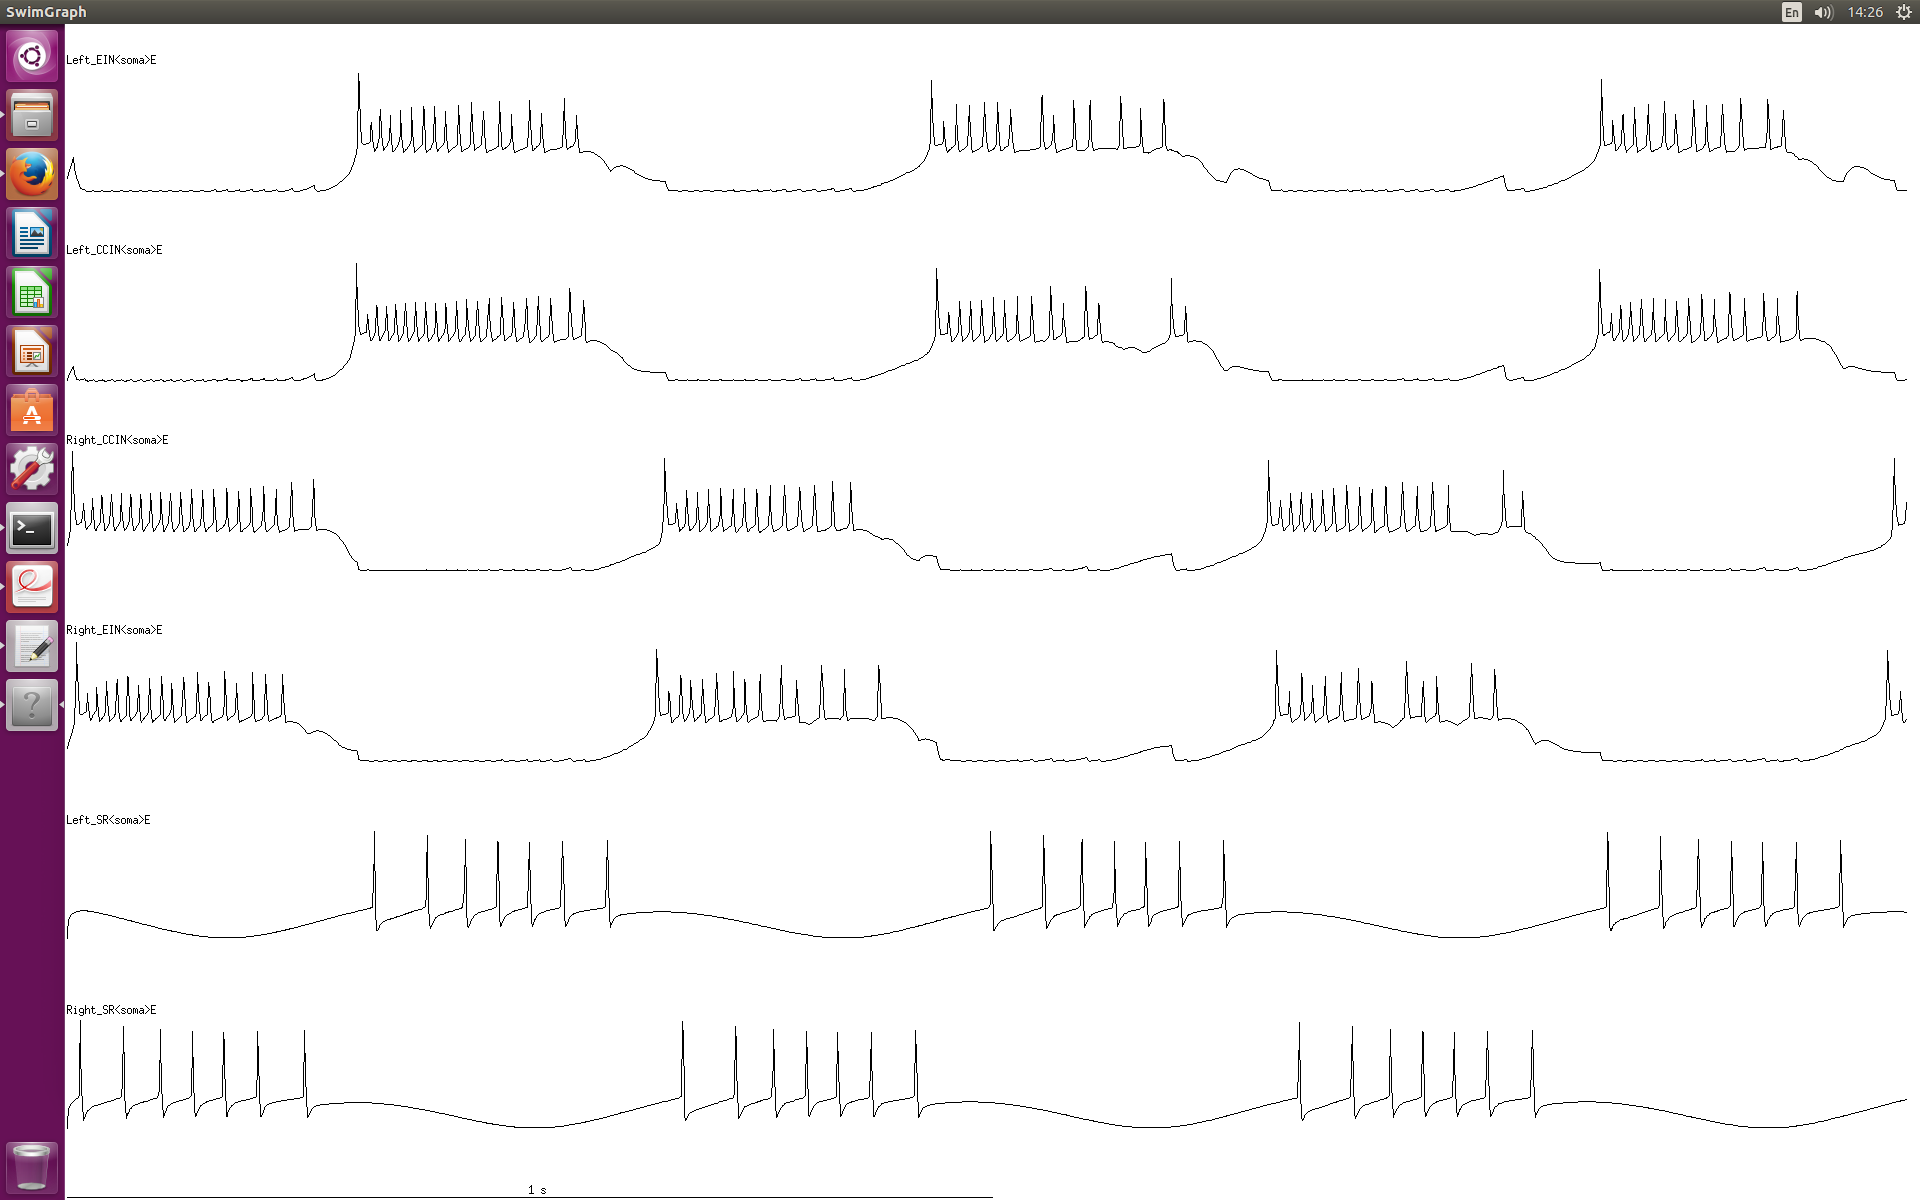 SwimGraph
En
14:26
Left_EIN<soma>E
Left_CCIN<soma>E
Right_CCIN<soma>E
Right_EIN<soma>E
Left_SR<soma>E
Right_SR<soma>E
1 s